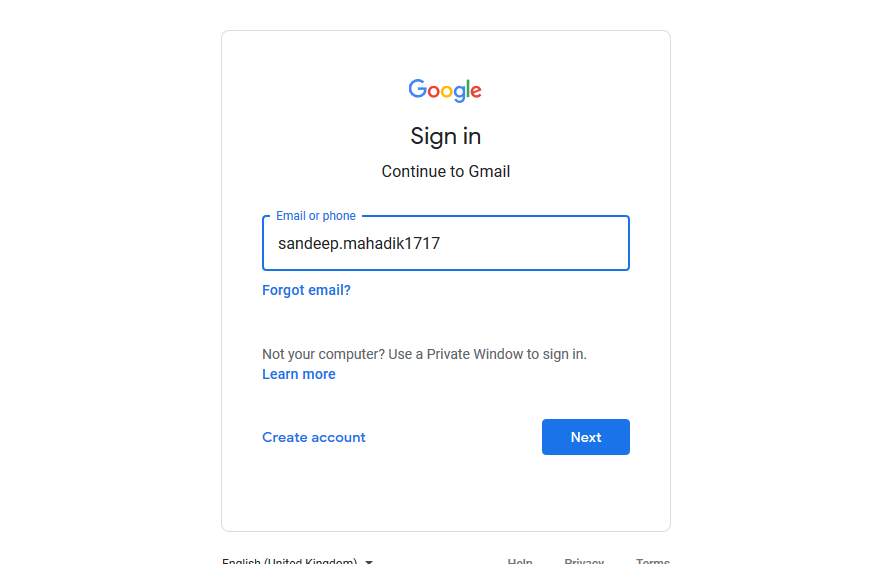 Google
Sign in
Continue to Gmail
Email or phone
sandeep.mahadik1717
Forgot email?
Not your computer? Use a Private Window to sign in.
Learn more
Create account
Next
English (United Kingdom)
Help
Privacy
Terms